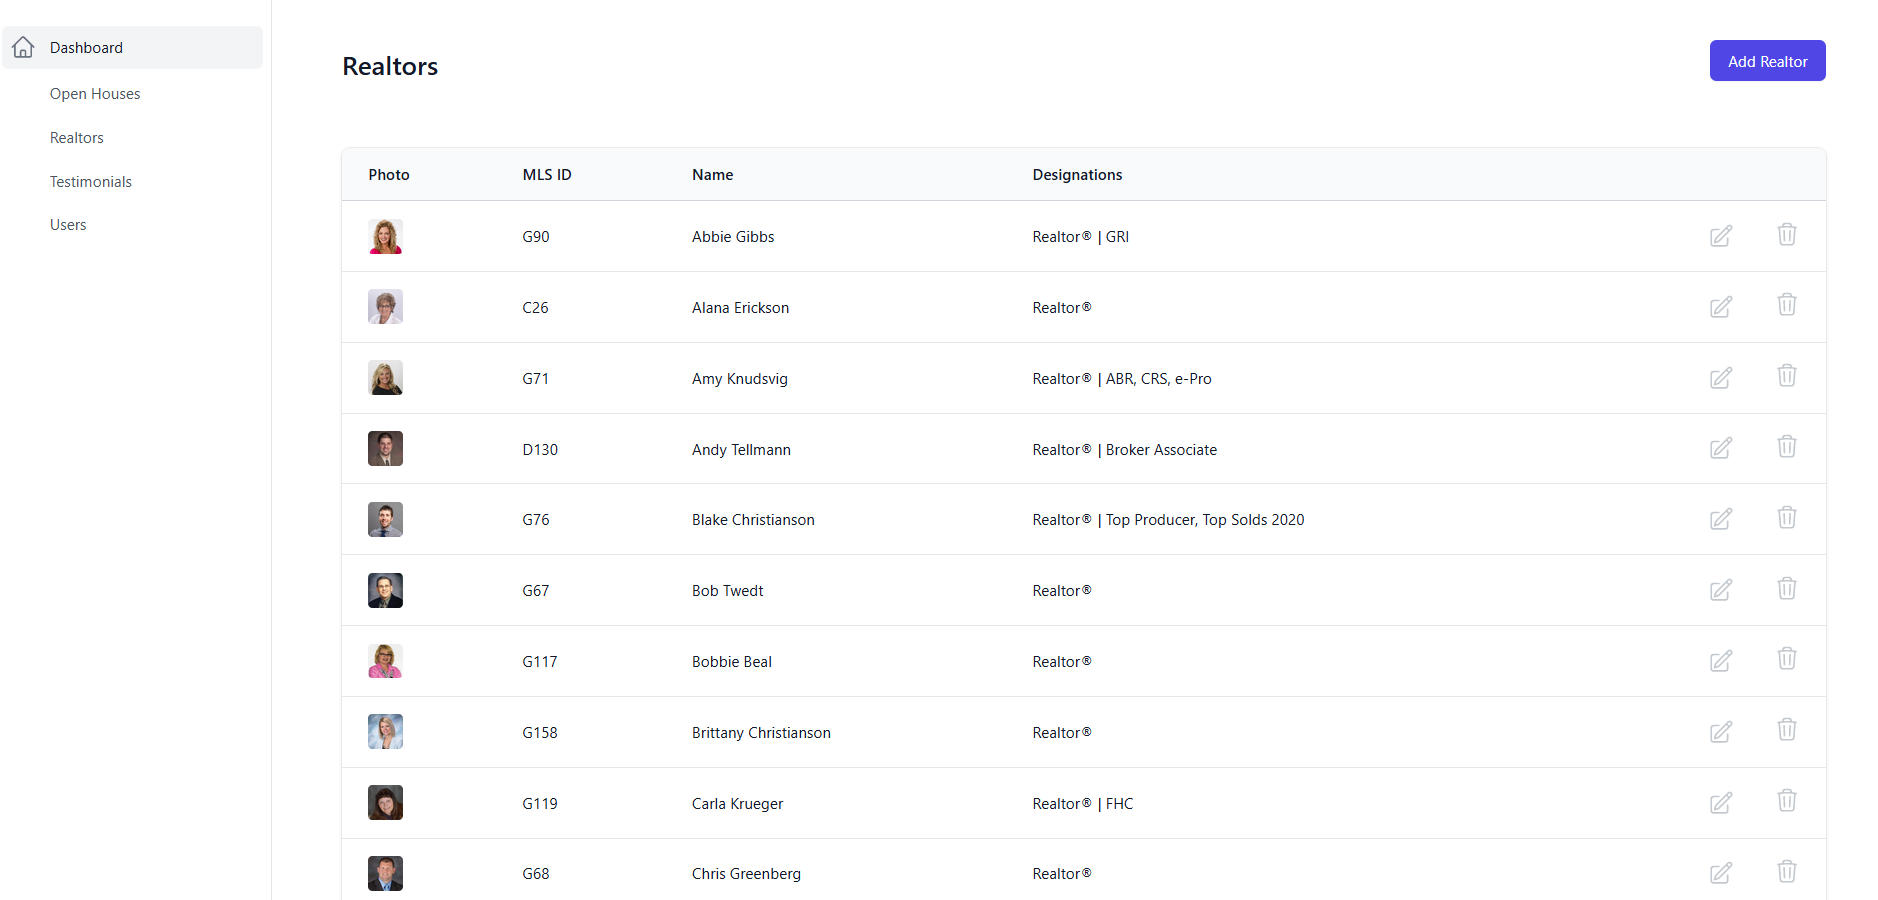 Dashboard
Open Houses
Realtors
Testimonials
Users
Realtors
Add Realtor
Photo MLS ID Name Designations
G90 Abbie Gibbs Realtor® | GRI
C26 Alana Erickson Realtor®
G71 Amy Knudsvig Realtor® | ABR, CRS, e-Pro
D130 Andy Tellmann Realtor® | Broker Associate
G76 Blake Christianson Realtor® | Top Producer, Top Solds 2020
G67 Bob Twedt Realtor®
G117 Bobbie Beal Realtor®
G158 Brittany Christianson Realtor®
G119 Carla Krueger Realtor® | FHC
G68 Chris Greenberg Realtor®